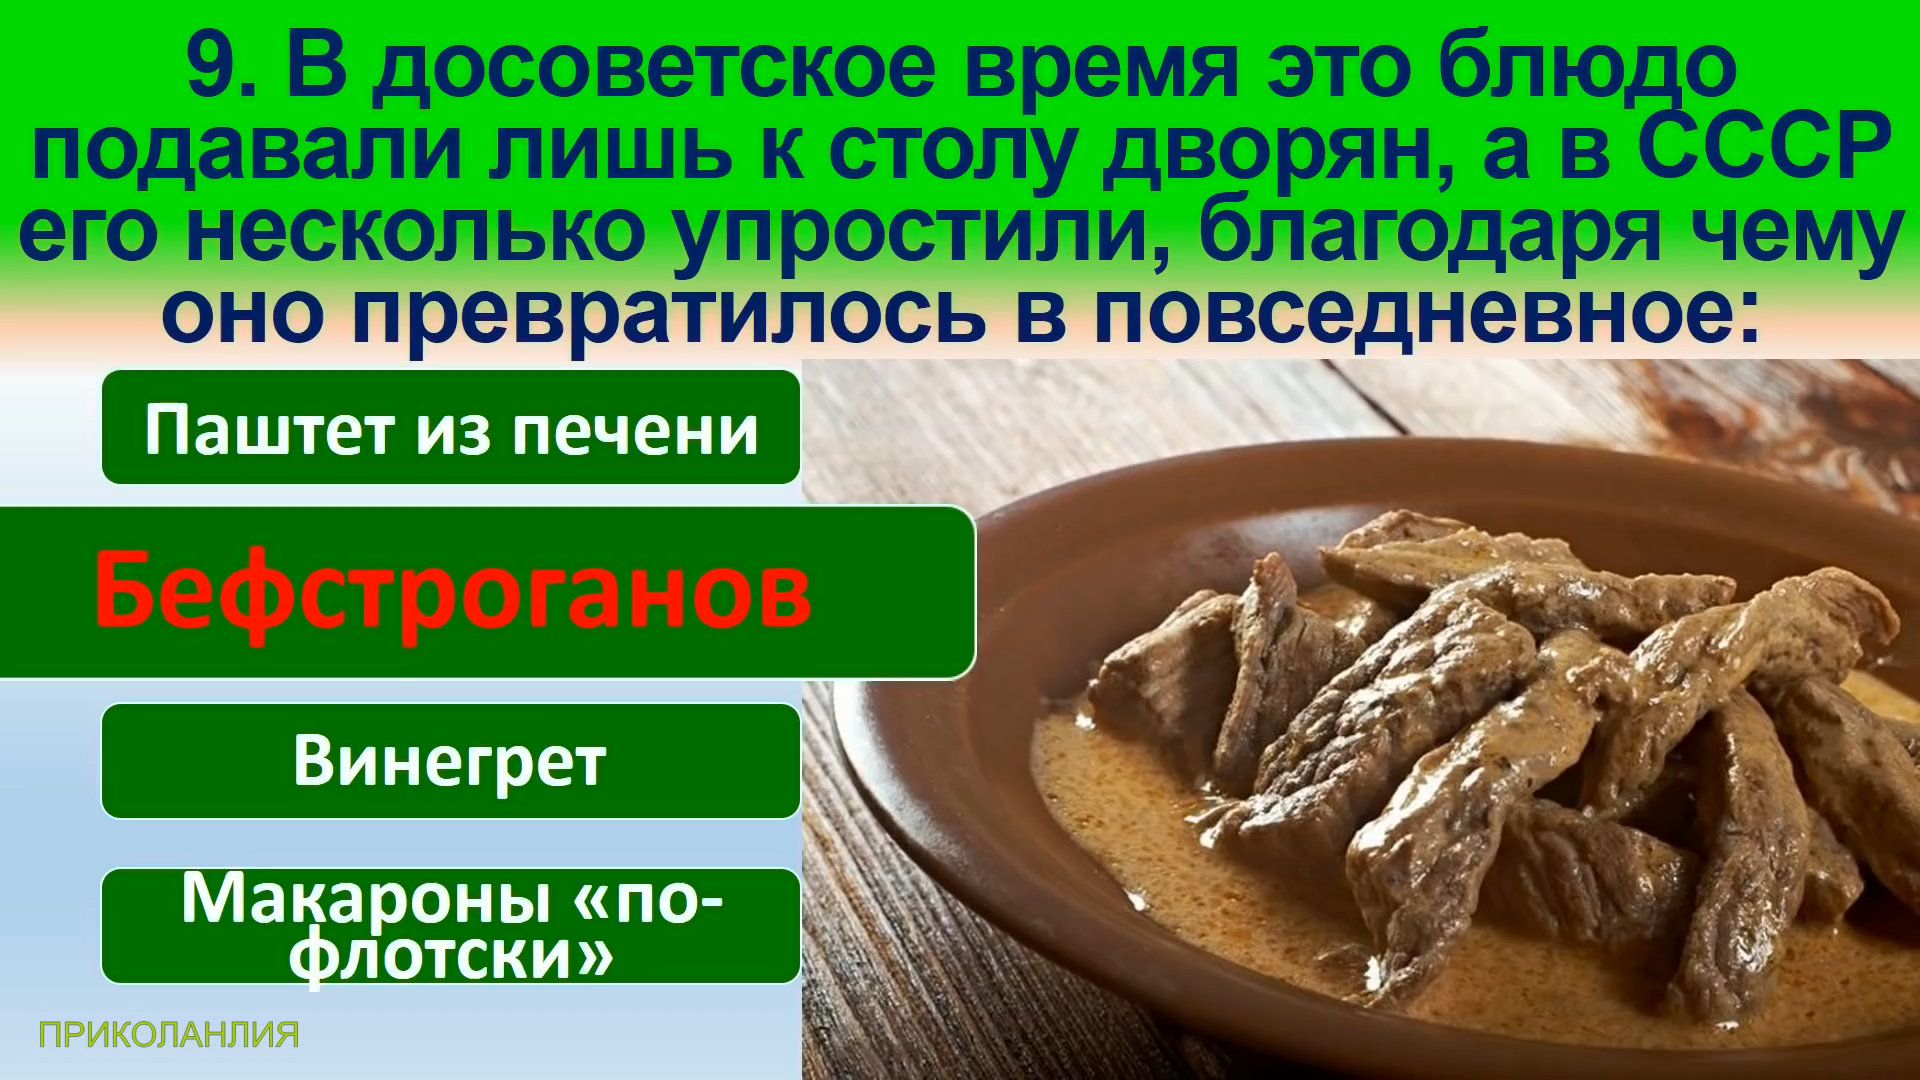 9. В досоветское время это блюдо
подавали лишь к столу дворян, а в СССР
его несколько упростили, благодаря чему
оно превратилось в повседневное:
Паштет из печени
Бефстроганов
Винегрет
Макароны «по-
флотски»
ПРИКОЛАНЛИЯ